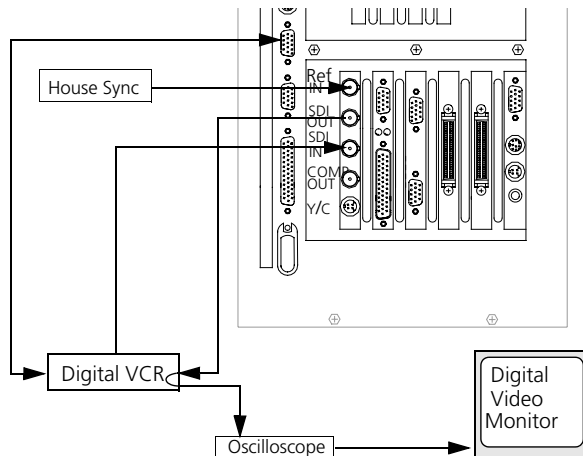 House Sync
Ref
IN
SDI
OUT
SDI
IN
COMP
OUT
Y/C
Digital VCR
Oscilloscope
Digital
Video
Monitor